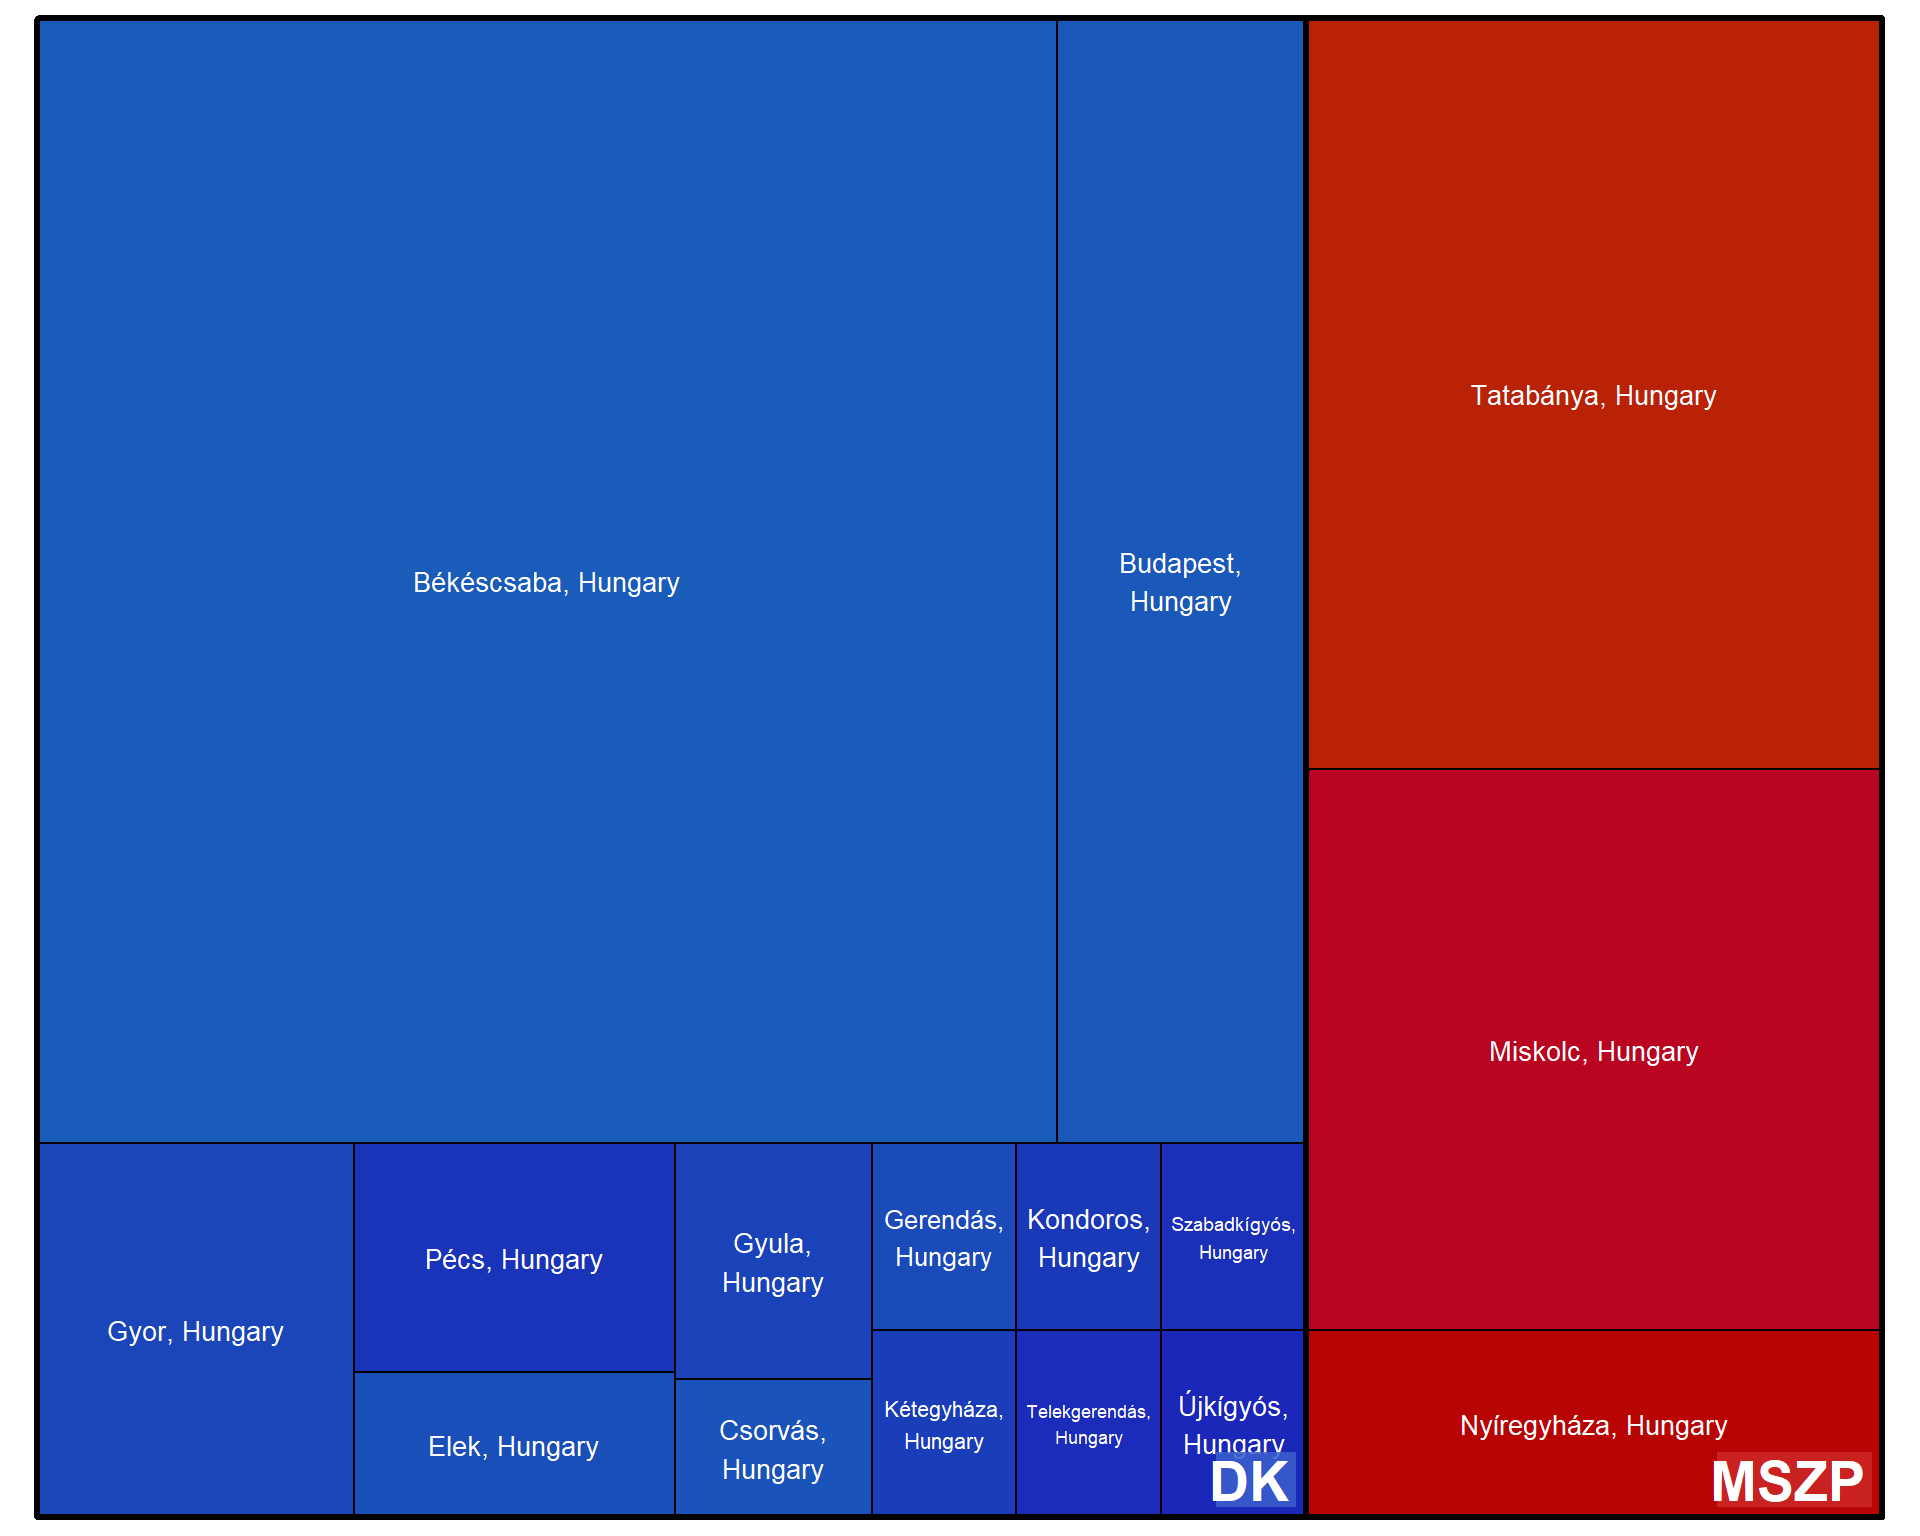 Békéscsaba, Hungary
Budapest,
Hungary
Tatabánya, Hungary
Miskolc, Hungary
Gyor, Hungary
Pécs, Hungary
Elek, Hungary
Gyula,
Hungary
Csorvás,
Hungary
Gerendás,
Hungary
Kondoros,
Hungary
Szabadkígyós,
Hungary
Kétegyháza,
Hungary
Telekgerendás,
Hungary
Újkígyós,
Hungary
DK
Nyíregyháza, Hungary
MSZP